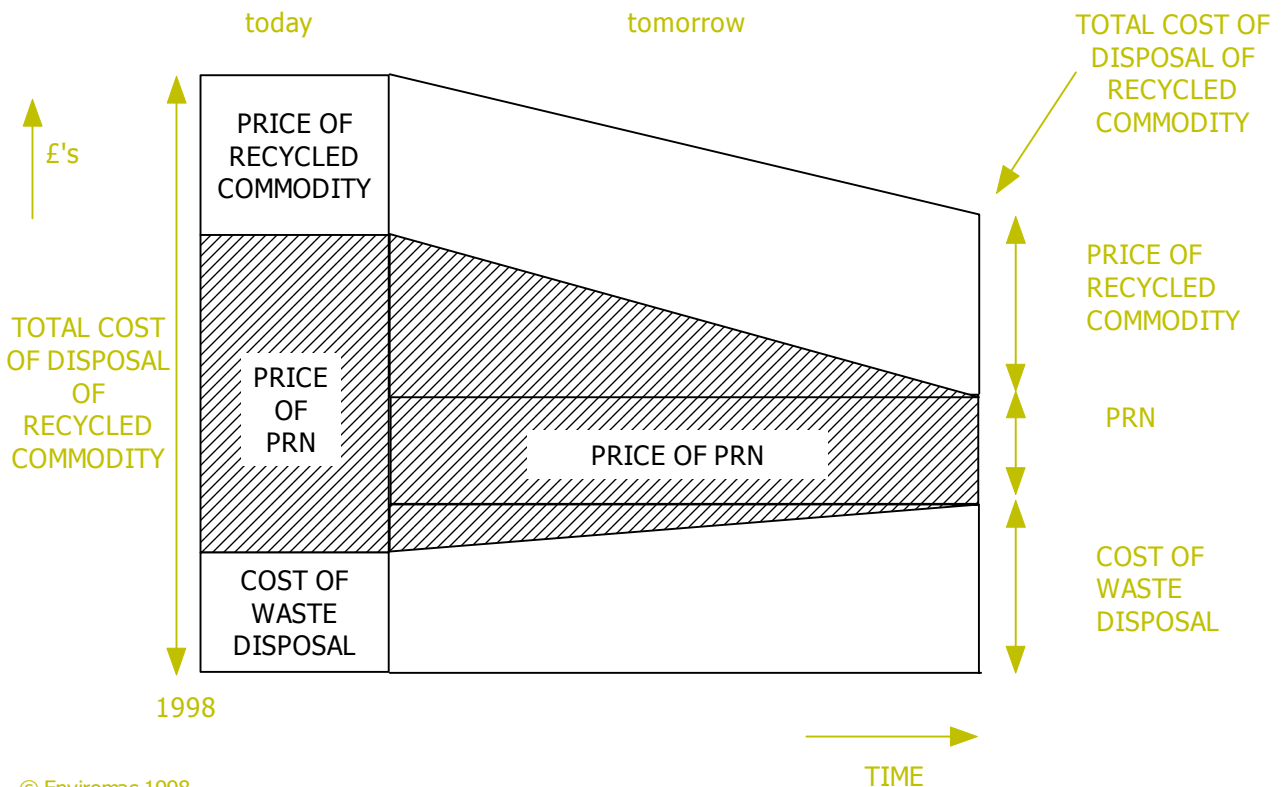 today
tomorrow
TOTAL COST OF
DISPOSAL OF
RECYCLED
COMMODITY
£'s
PRICE OF
RECYCLED
COMMODITY
TOTAL COST
OF DISPOSAL
OF
RECYCLED
COMMODITY
PRICE
OF
PRN
PRICE OF PRN
PRICE OF
RECYCLED
COMMODITY
PRN
COST OF
WASTE
DISPOSAL
COST OF
WASTE
DISPOSAL
1998
TIME
© Enviromac 1998